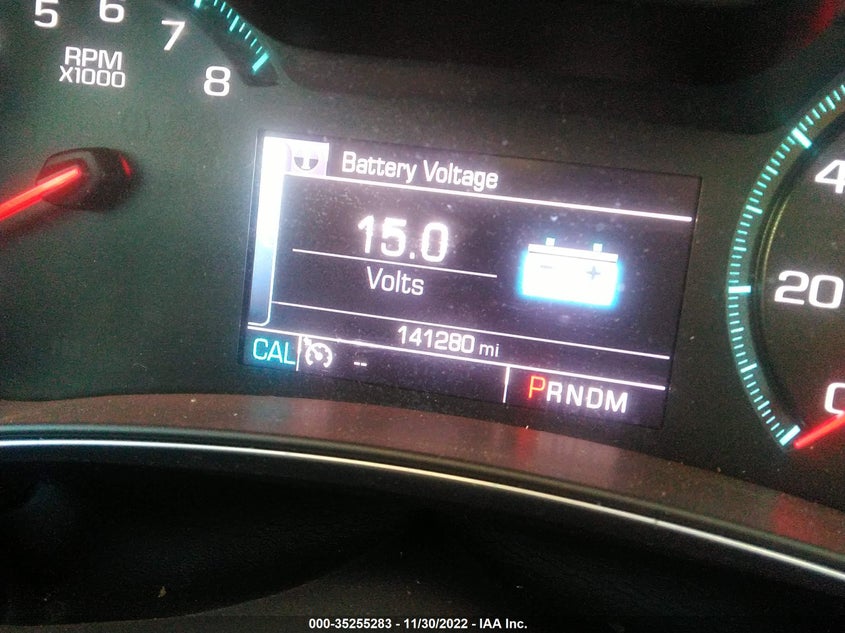 5 6 7 8
RPM
X1000
Battery Voltage
15.0
Volts
- +
141280 mi
CAL --
PRNDM
20
0
000-35255283 - 11/30/2022 - IAA Inc.